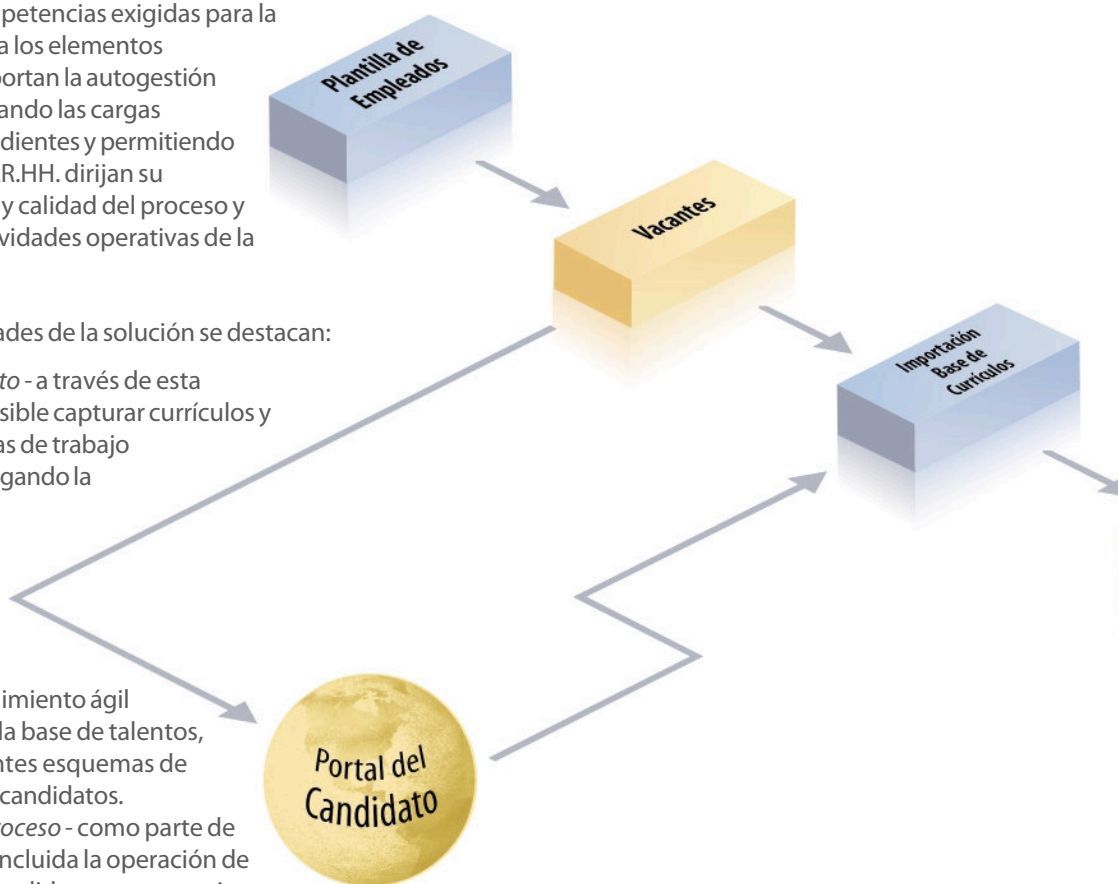 petencias exigidas para la
a los elementos
portan la autogestión
ando las cargas
dientes y permitiendo
R.HH. dirijan su
y calidad del proceso y
vidades operativas de la
ades de la solución se destacan:
to - a través de esta
sible capturar currículos y
as de trabajo
gando la
imiento ágil
la base de talentos,
ntes esquemas de
candidatos.
roceso - como parte de
ncluida la operación de
Plantilla de
Empleados
Vacantes
Importación
Base de
Currículos
Portal del
Candidato